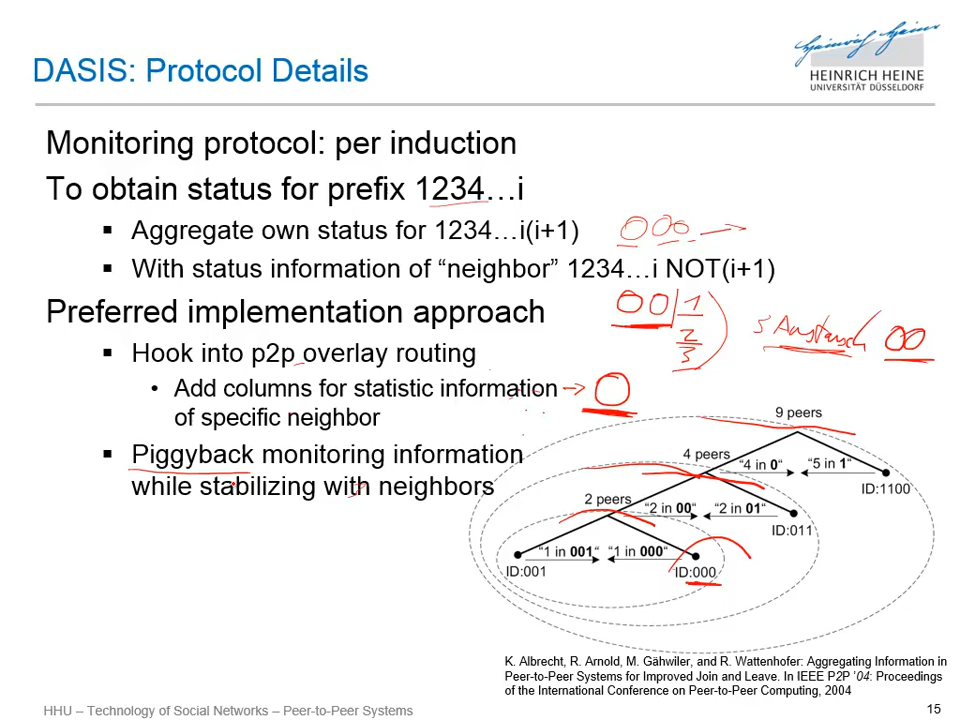 DASIS: Protocol Details
Heinrich Heine
HEINRICH HEINE
UNIVERSITÄT DÜSSELDORF
Monitoring protocol: per induction
To obtain status for prefix 1234…i
▪ Aggregate own status for 1234…i(i+1)
000
▪ With status information of “neighbor” 1234…i NOT(i+1)
Preferred implementation approach
00 | 1
2
3
Austausch 00
▪ Hook into p2p overlay routing
• Add columns for statistic information
of specific neighbor
0
▪ Piggyback monitoring information
while stabilizing with neighbors
9 peers
4 peers
“4 in 0“
“5 in 1“
ID:1100
2 peers
“2 in 00“
“2 in 01“
ID:011
“1 in 001“
“1 in 000“
ID:001
ID:000
K. Albrecht, R. Arnold, M. Gähwiler, and R. Wattenhofer: Aggregating Information in
Peer-to-Peer Systems for Improved Join and Leave. In IEEE P2P ’04: Proceedings
of the International Conference on Peer-to-Peer Computing, 2004
HHU – Technology of Social Networks – Peer-to-Peer Systems
15